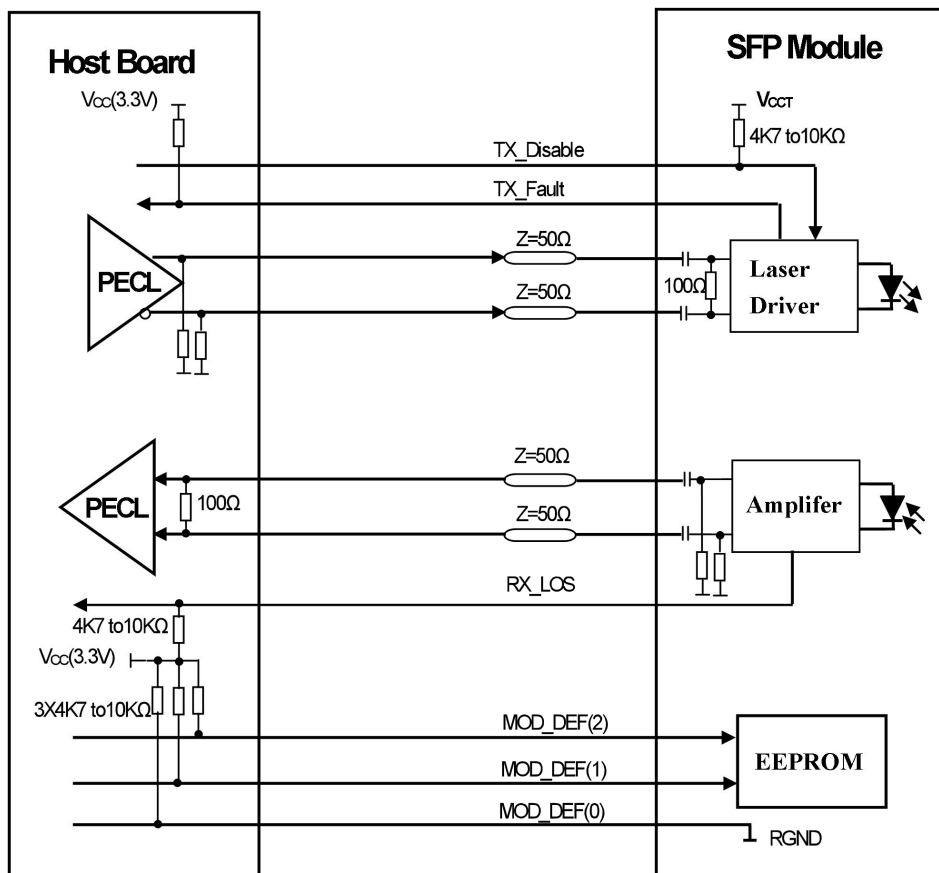 Host Board
SFP Module
VCC(3.3V)
VCCT
4K7 to10KΩ
TX_Disable
TX_Fault
PECL
Z=50Ω
Z=50Ω
100Ω
Laser
Driver
PECL
100Ω
Z=50Ω
Z=50Ω
Amplifer
RX_LOS
4K7 to10KΩ
VCC(3.3V)
3X4K7 to10KΩ
MOD_DEF(2)
MOD_DEF(1)
MOD_DEF(0)
EEPROM
RGND